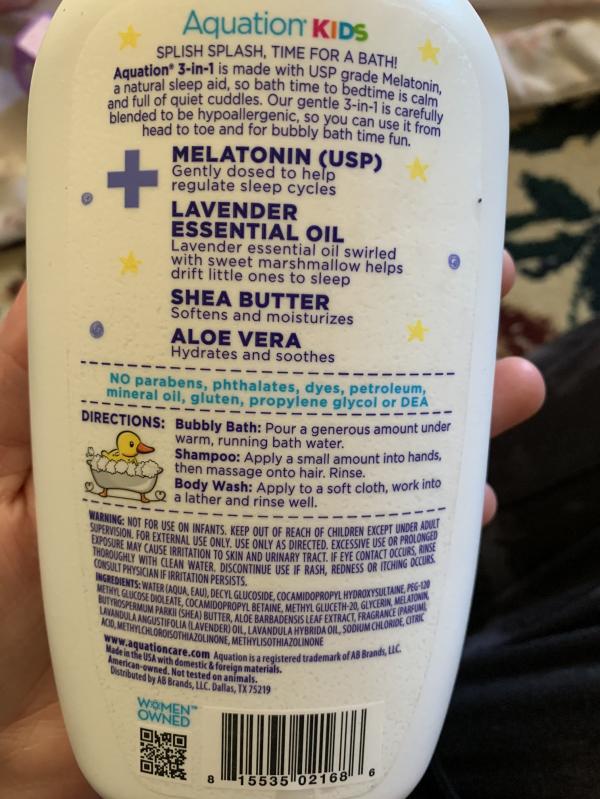 Aquation® KIDS
SPLISH SPLASH, TIME FOR A BATH!
Aquation® 3-in-1 is made with USP grade Melatonin,
a natural sleep aid, so bath time to bedtime is calm
and full of quiet cuddles. Our gentle 3-in-1 is carefully
blended to be hypoallergenic, so you can use it from
head to toe and for bubbly bath time fun.
MELATONIN (USP)
Gently dosed to help
regulate sleep cycles
LAVENDER
ESSENTIAL OIL
Lavender essential oil swirled
with sweet marshmallow helps
drift little ones to sleep
SHEA BUTTER
Softens and moisturizes
ALOE VERA
Hydrates and soothes
NO parabens, phthalates, dyes, petroleum,
mineral oil, gluten, propylene glycol or DEA
DIRECTIONS: Bubbly Bath: Pour a generous amount under
warm, running bath water.
Shampoo: Apply a small amount into hands,
then massage onto hair. Rinse.
Body Wash: Apply to a soft cloth, work into
a lather and rinse well.
WARNING: NOT FOR USE ON INFANTS. KEEP OUT OF REACH OF CHILDREN EXCEPT UNDER ADULT
SUPERVISION. FOR EXTERNAL USE ONLY. USE ONLY AS DIRECTED. EXCESSIVE USE OR PROLONGED
EXPOSURE MAY CAUSE IRRITATION TO SKIN AND URINARY TRACT. IF EYE CONTACT OCCURS, RINSE
THOROUGHLY WITH CLEAN WATER. DISCONTINUE USE IF RASH, REDNESS OR ITCHING OCCURS.
CONSULT PHYSICIAN IF IRRITATION PERSISTS.
INGREDIENTS: WATER (AQUA, EAU), DECYL GLUCOSIDE, COCAMIDOPROPYL HYDROXYSULTAINE, PEG-120
METHYL GLUCOSE DIOLEATE, COCAMIDOPROPYL BETAINE, METHYL GLUCETH-20, GLYCERIN, MELATONIN,
BUTYROSPERMUM PARKII (SHEA) BUTTER, ALOE BARBADENSIS LEAF EXTRACT, FRAGRANCE (PARFUM),
LAVANDULA ANGUSTIFOLIA (LAVENDER) OIL, LAVANDULA HYBRIDA OIL, SODIUM CHLORIDE, CITRIC
ACID, METHYLCHLOROISOTHIAZOLINONE, METHYLISOTHIAZOLINONE
www.aquationcare.com Aquation is a registered trademark of AB Brands, LLC.
Made in the USA with domestic & foreign materials.
American-owned. Not tested on animals.
Distributed by AB Brands, LLC. Dallas, TX 75219
WOMEN™
OWNED
8 15535 02168 6